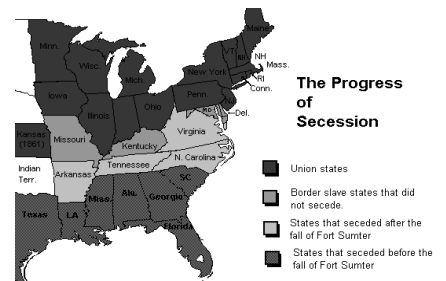 Maine
Minn.
VT
NH
Mass.
Wisc.
Mich.
New York
RI
Conn.
Iowa
Penn.
NJ
Illinois
Ohio
MD
Del.
Kansas
(1861)
Missouri
Virginia
Kentucky
Indian
Terr.
Arkansas
Tennessee
N. Carolina
SC
Texas
LA
Miss.
Ala.
Georgia
Florida
The Progress
of
Secession
Union states
Border slave states that did
not secede.
States that seceded after the
fall of Fort Sumter
States that seceded before the
fall of Fort Sumter